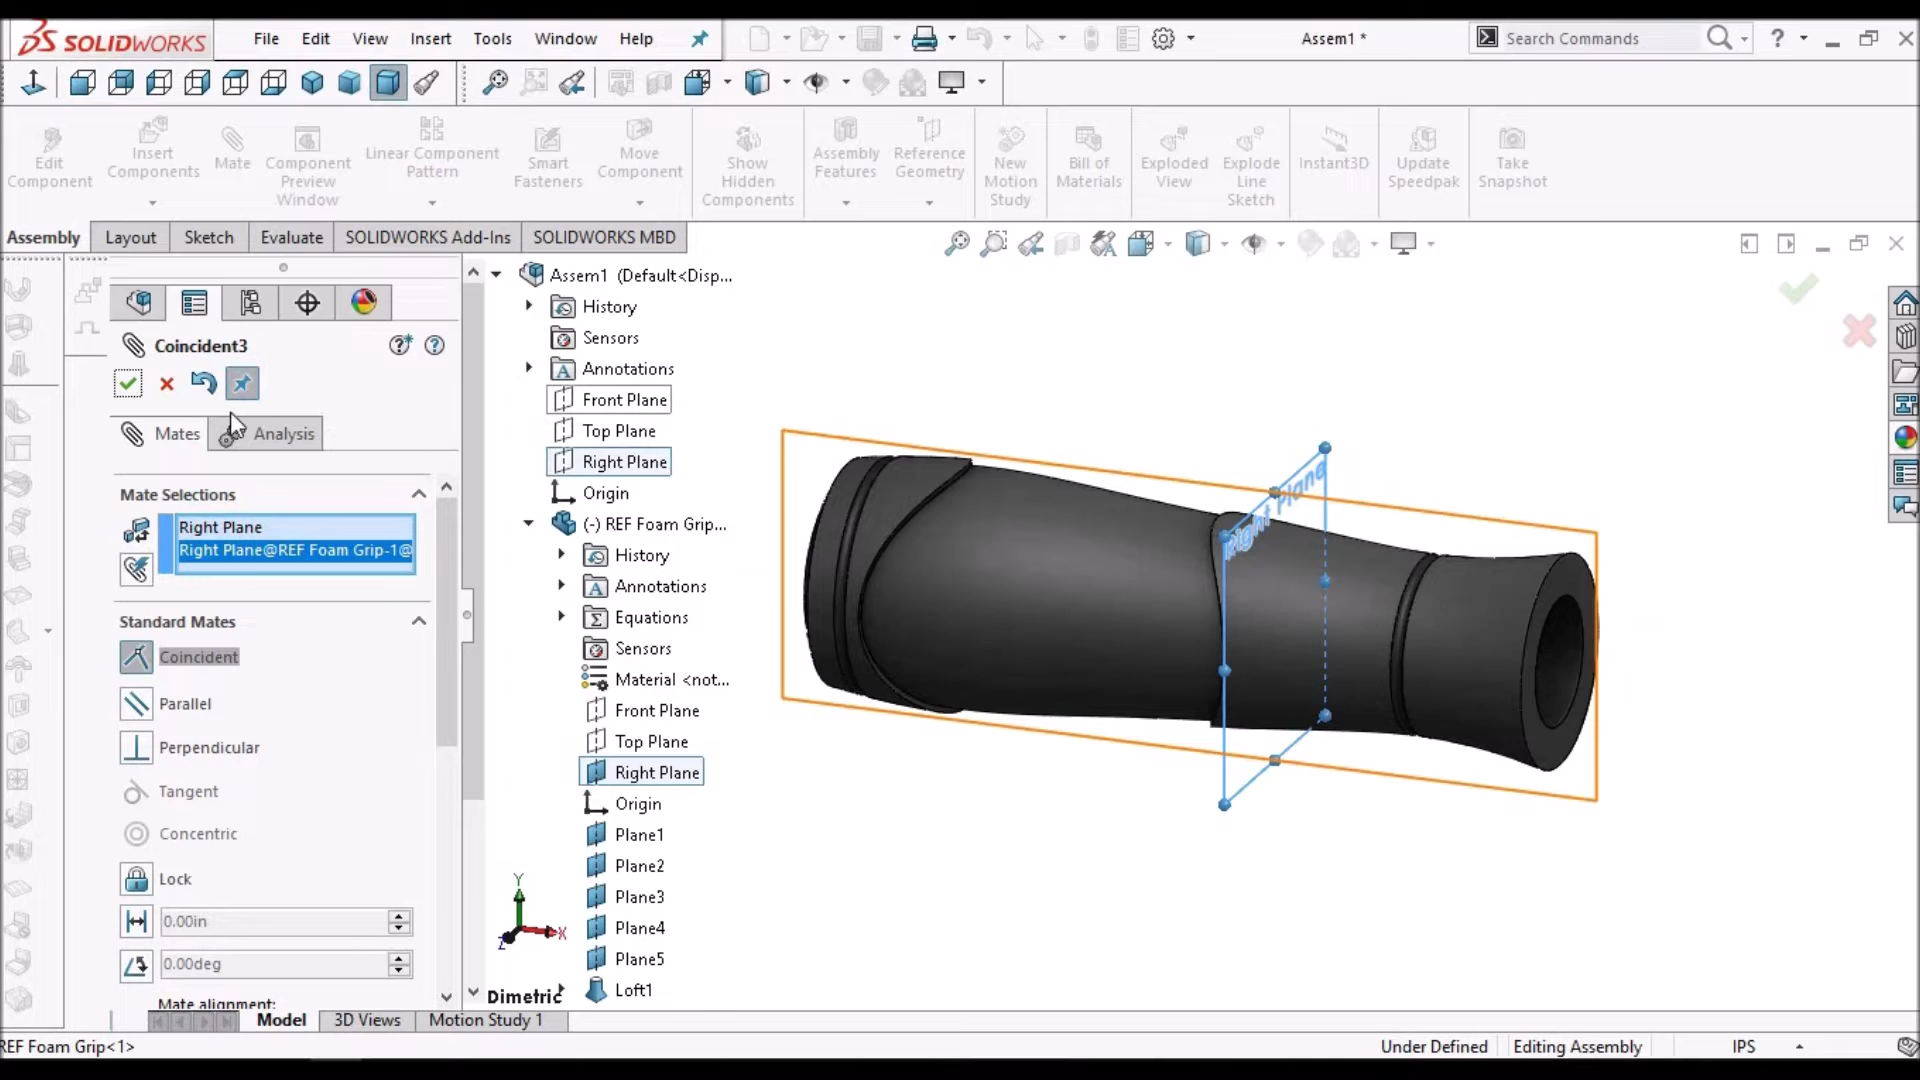 SOLIDWORKS File Edit View Insert Tools Window Help Assem1 * Search Commands ?
Edit Component
Insert Components
Mate
Component Preview Window
Linear Component Pattern
Smart Fasteners
Move Component
Show Hidden Components
Assembly Features
Reference Geometry
New Motion Study
Bill of Materials
Exploded View
Explode Line Sketch
Instant3D
Update Speedpak
Take Snapshot
Assembly Layout Sketch Evaluate SOLIDWORKS Add-Ins SOLIDWORKS MBD
Coincident3
Mates Analysis
Mate Selections
Right Plane
Right Plane@REF Foam Grip-1@
Standard Mates
Coincident
Parallel
Perpendicular
Tangent
Concentric
Lock
0.00in
0.00deg
Mate alignment:
Assem1 (Default<Disp...
History
Sensors
Annotations
Front Plane
Top Plane
Right Plane
Origin
(-) REF Foam Grip...
History
Annotations
Equations
Sensors
Material <not...
Front Plane
Top Plane
Right Plane
Origin
Plane1
Plane2
Plane3
Plane4
Plane5
Loft1
Right Plane
Y
X
Z
Dimetric
Model 3D Views Motion Study 1
REF Foam Grip<1> Under Defined Editing Assembly IPS